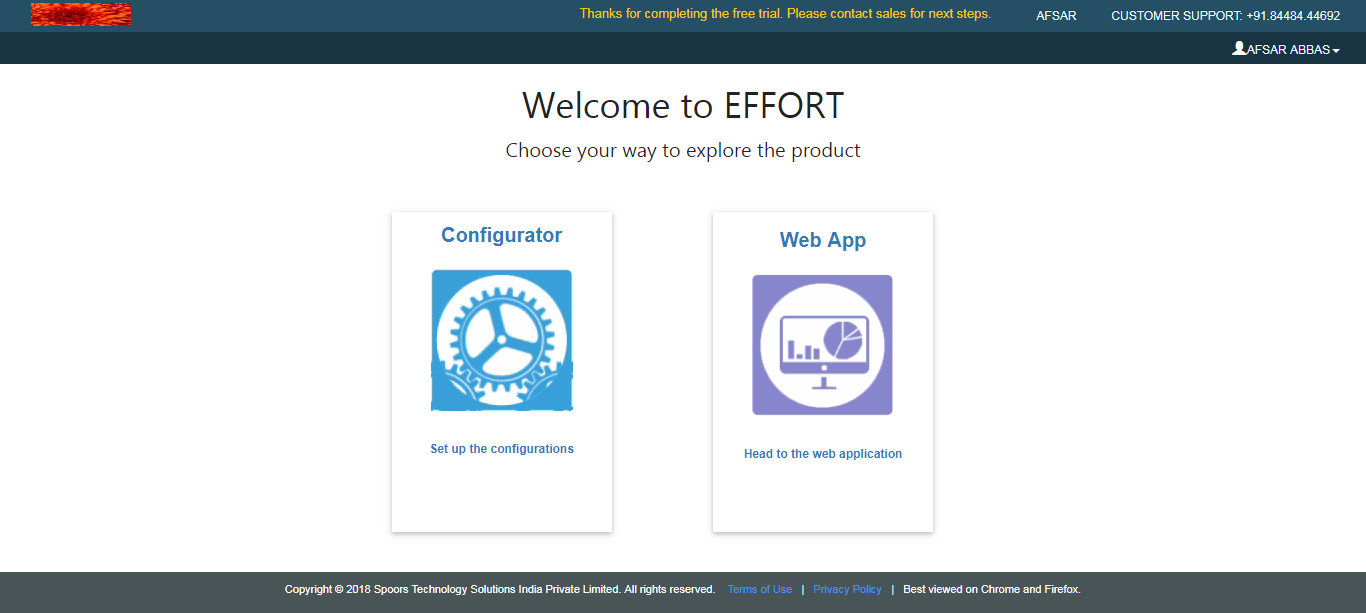 Thanks for completing the free trial. Please contact sales for next steps. AFSAR CUSTOMER SUPPORT: +91.84484.44692
AFSAR ABBAS
Welcome to EFFORT
Choose your way to explore the product
Configurator
Set up the configurations
Web App
Head to the web application
Copyright © 2018 Spoors Technology Solutions India Private Limited. All rights reserved. Terms of Use | Privacy Policy | Best viewed on Chrome and Firefox.